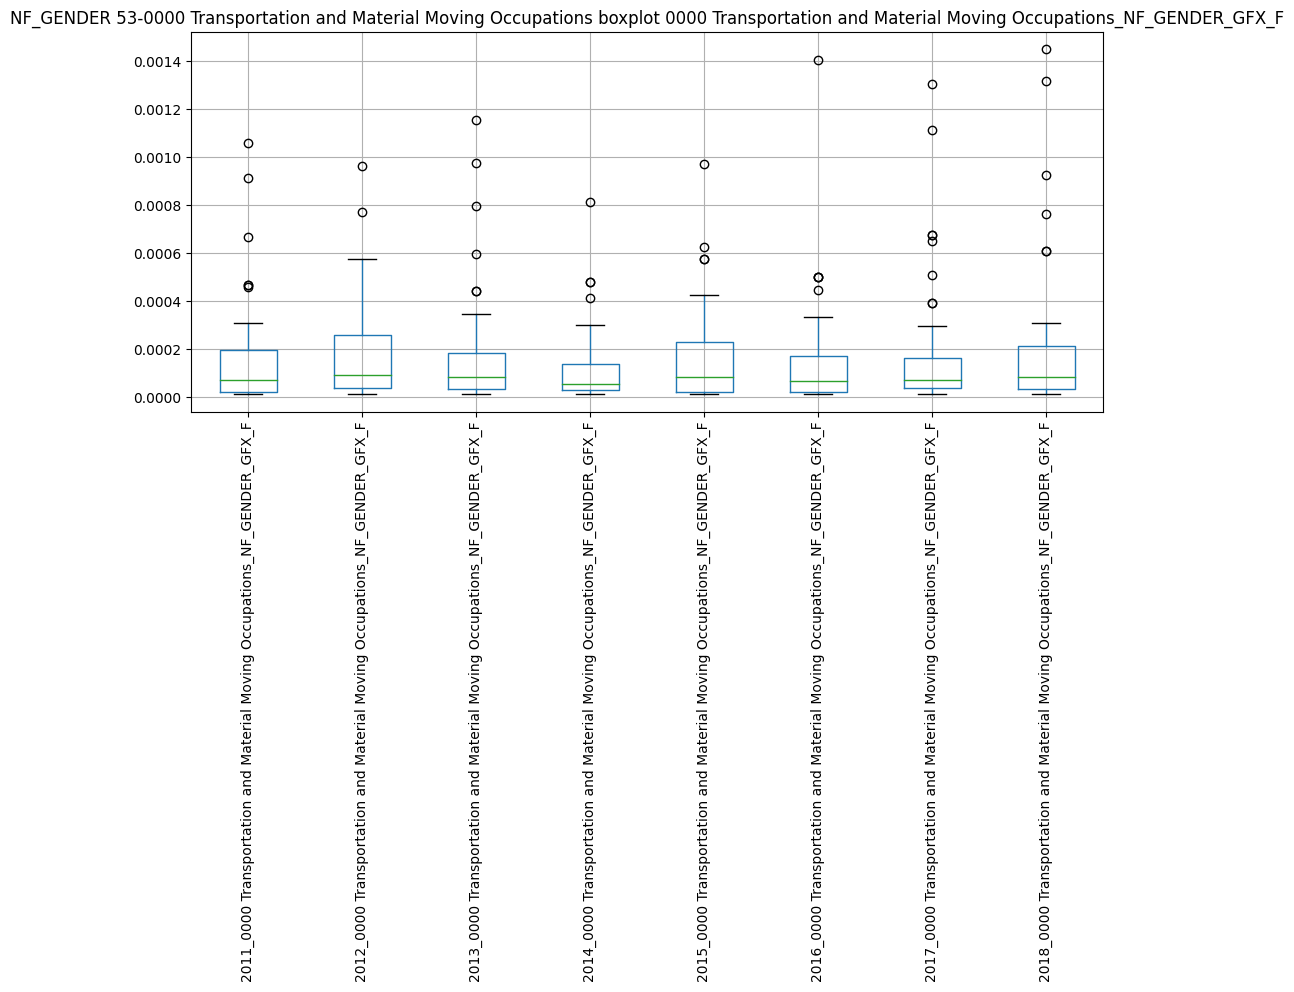 NF_GENDER 53-0000 Transportation and Material Moving Occupations boxplot 0000 Transportation and Material Moving Occupations_NF_GENDER_GFX_F
0.0014
0.0012
0.0010
0.0008
0.0006
0.0004
0.0002
0.0000
2011_0000 Transportation and Material Moving Occupations_NF_GENDER_GFX_F
2012_0000 Transportation and Material Moving Occupations_NF_GENDER_GFX_F
2013_0000 Transportation and Material Moving Occupations_NF_GENDER_GFX_F
2014_0000 Transportation and Material Moving Occupations_NF_GENDER_GFX_F
2015_0000 Transportation and Material Moving Occupations_NF_GENDER_GFX_F
2016_0000 Transportation and Material Moving Occupations_NF_GENDER_GFX_F
2017_0000 Transportation and Material Moving Occupations_NF_GENDER_GFX_F
2018_0000 Transportation and Material Moving Occupations_NF_GENDER_GFX_F